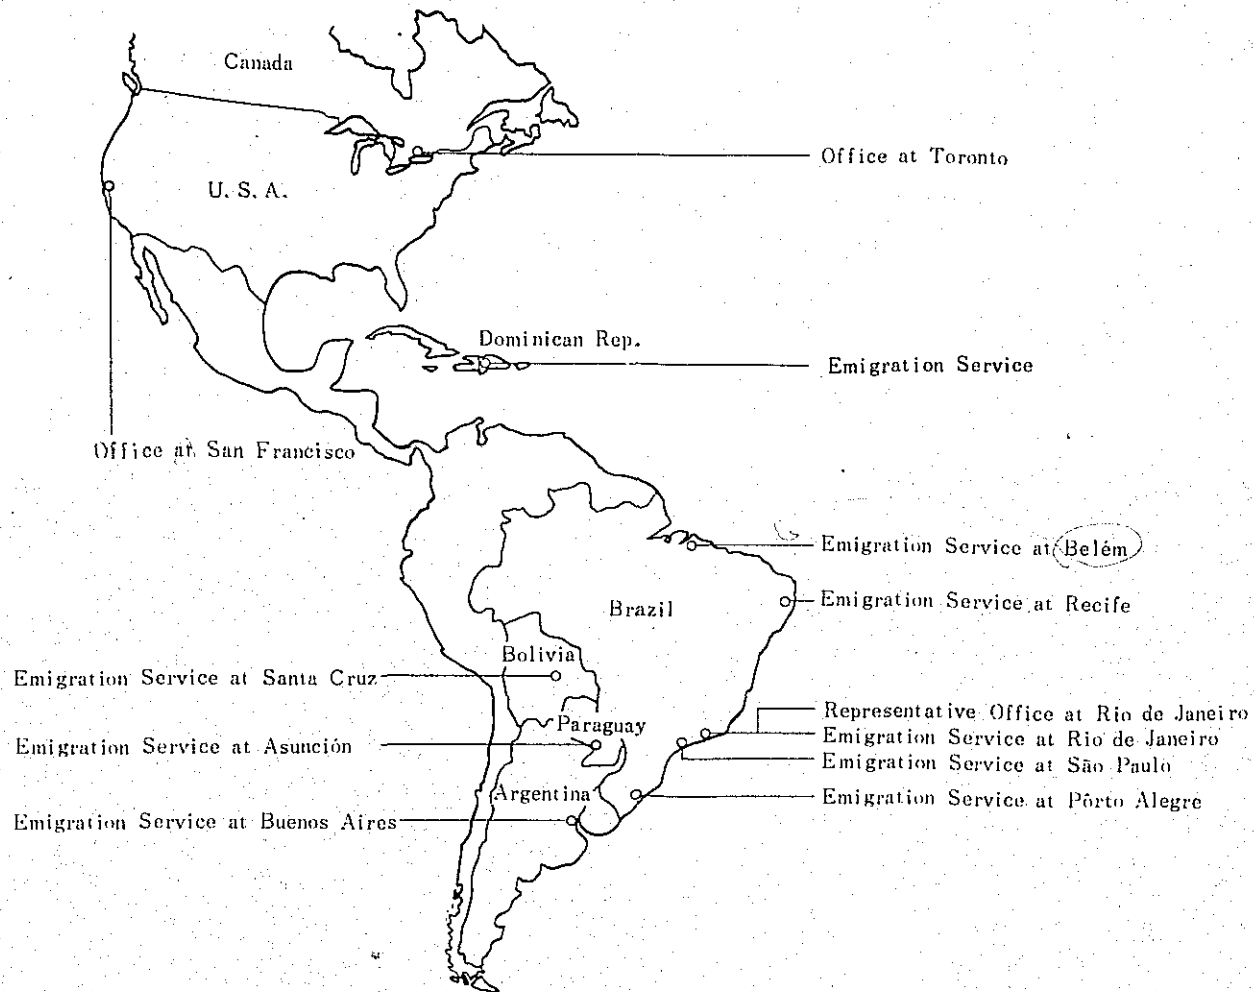 Canada
Office at Toronto
U. S. A.
Dominican Rep.
Emigration Service
Office at San Francisco
Emigration Service at Belém
Emigration Service at Recife
Brazil
Bolivia
Emigration Service at Santa Cruz
Representative Office at Rio de Janeiro
Paraguay
Emigration Service at Rio de Janeiro
Emigration Service at Asunción
Emigration Service at São Paulo
Argentina
Emigration Service at Pôrto Alegre
Emigration Service at Buenos Aires